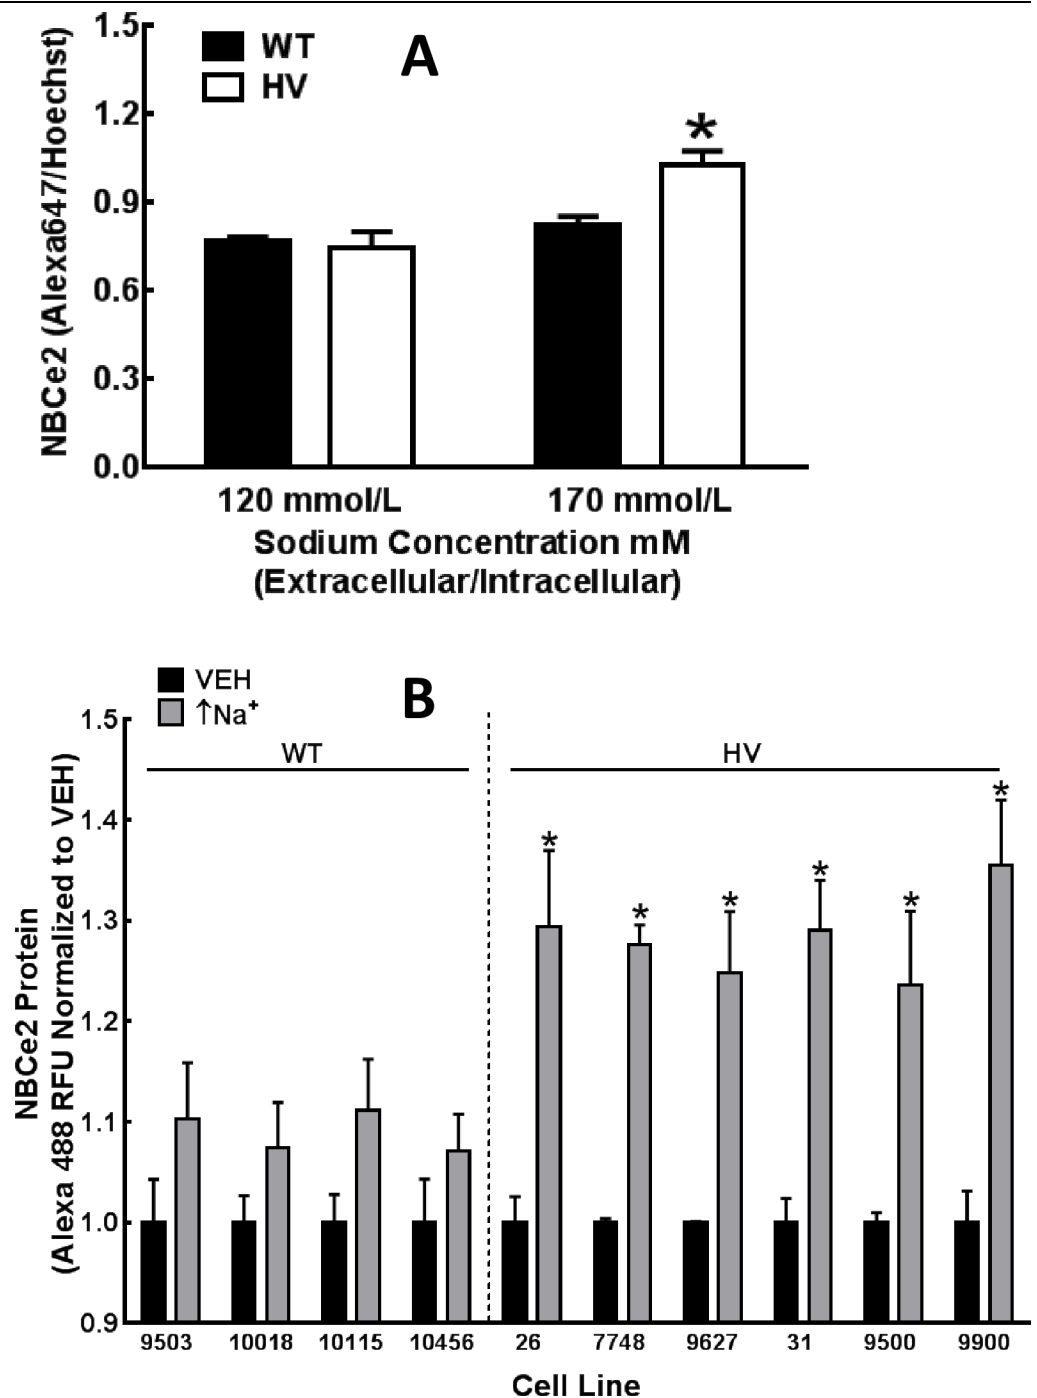 A
WT
HV
*
1.5
1.2
0.9
0.6
0.3
0.0
NBCe2 (Alexa647/Hoechst)
120 mmol/L 170 mmol/L
Sodium Concentration mM
(Extracellular/Intracellular)
B
VEH
↑Na⁺
WT HV
1.5
1.4
1.3
1.2
1.1
1.0
0.9
* * * * * *
NBCe2 Protein
(Alexa 488 RFU Normalized to VEH)
9503 10018 10115 10456 26 7748 9627 31 9500 9900
Cell Line